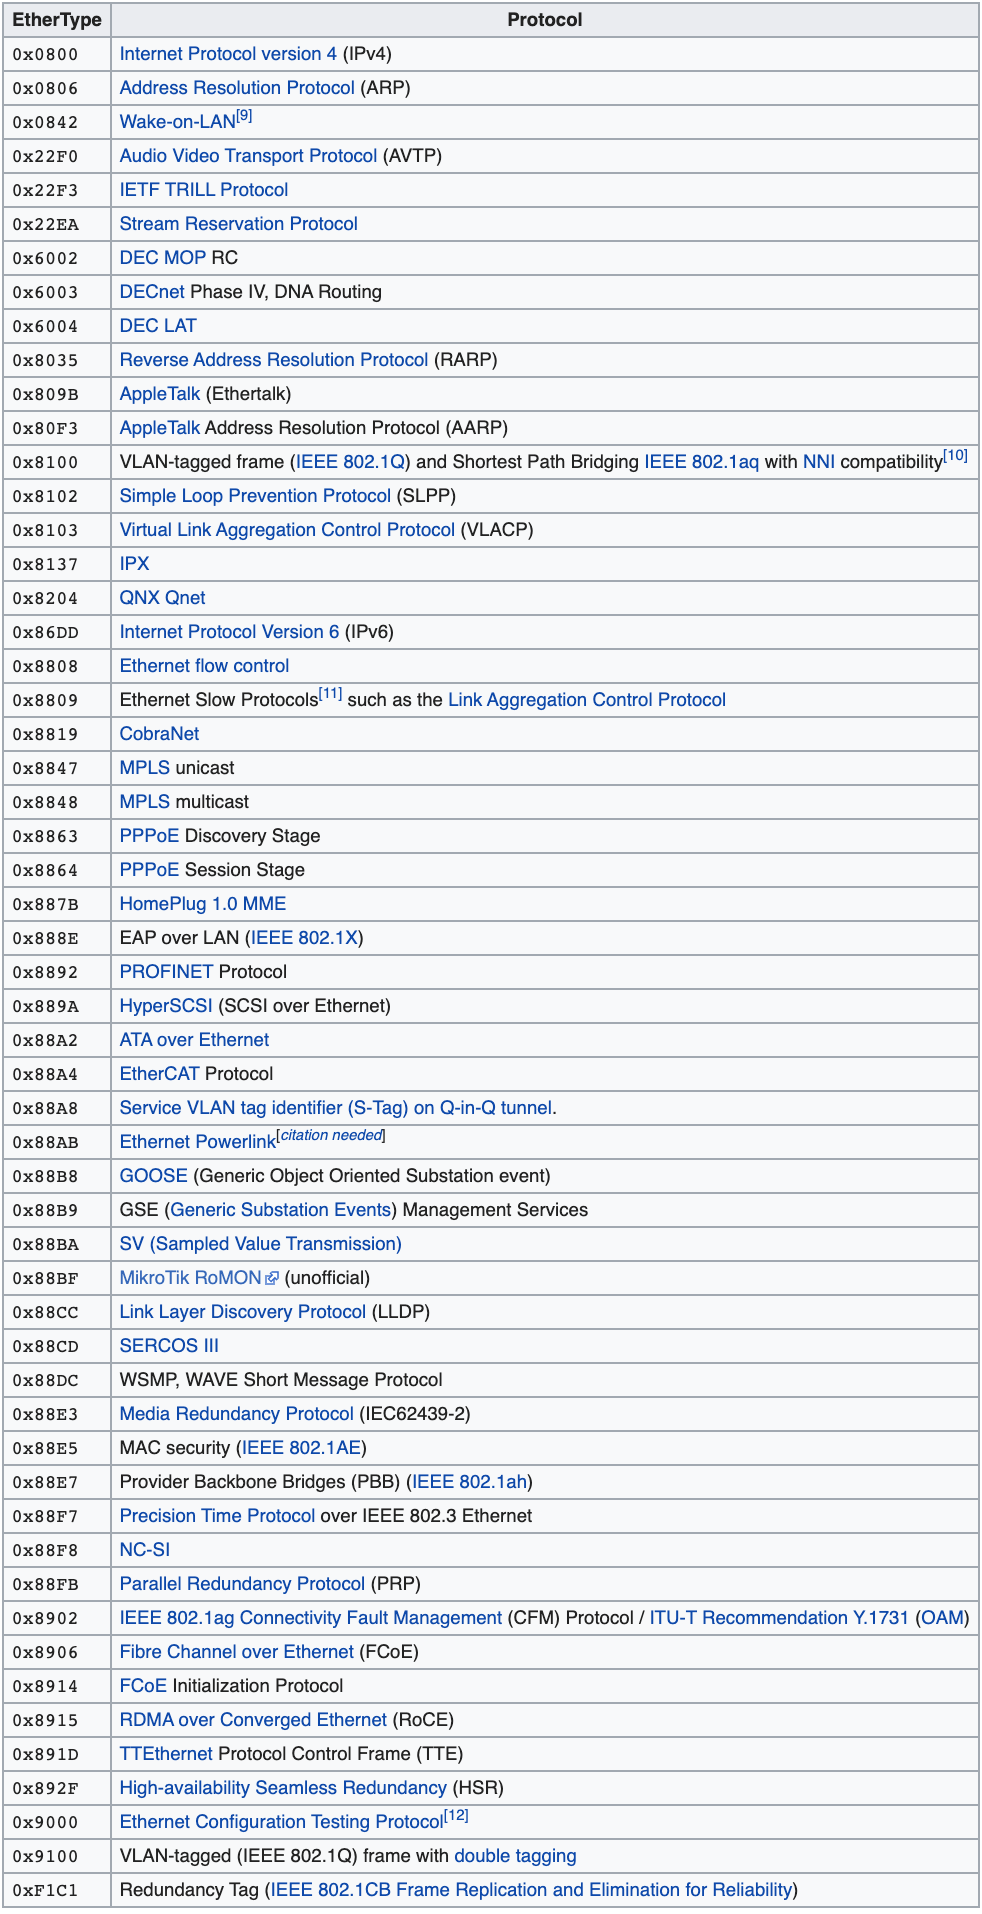 EtherType Protocol
0x0800 Internet Protocol version 4 (IPv4)
0x0806 Address Resolution Protocol (ARP)
0x0842 Wake-on-LAN[9]
0x22F0 Audio Video Transport Protocol (AVTP)
0x22F3 IETF TRILL Protocol
0x22EA Stream Reservation Protocol
0x6002 DEC MOP RC
0x6003 DECnet Phase IV, DNA Routing
0x6004 DEC LAT
0x8035 Reverse Address Resolution Protocol (RARP)
0x809B AppleTalk (Ethertalk)
0x80F3 AppleTalk Address Resolution Protocol (AARP)
0x8100 VLAN-tagged frame (IEEE 802.1Q) and Shortest Path Bridging IEEE 802.1aq with NNI compatibility[10]
0x8102 Simple Loop Prevention Protocol (SLPP)
0x8103 Virtual Link Aggregation Control Protocol (VLACP)
0x8137 IPX
0x8204 QNX Qnet
0x86DD Internet Protocol Version 6 (IPv6)
0x8808 Ethernet flow control
0x8809 Ethernet Slow Protocols[11] such as the Link Aggregation Control Protocol
0x8819 CobraNet
0x8847 MPLS unicast
0x8848 MPLS multicast
0x8863 PPPoE Discovery Stage
0x8864 PPPoE Session Stage
0x887B HomePlug 1.0 MME
0x888E EAP over LAN (IEEE 802.1X)
0x8892 PROFINET Protocol
0x889A HyperSCSI (SCSI over Ethernet)
0x88A2 ATA over Ethernet
0x88A4 EtherCAT Protocol
0x88A8 Service VLAN tag identifier (S-Tag) on Q-in-Q tunnel.
0x88AB Ethernet Powerlink[citation needed]
0x88B8 GOOSE (Generic Object Oriented Substation event)
0x88B9 GSE (Generic Substation Events) Management Services
0x88BA SV (Sampled Value Transmission)
0x88BF MikroTik RoMON (unofficial)
0x88CC Link Layer Discovery Protocol (LLDP)
0x88CD SERCOS III
0x88DC WSMP, WAVE Short Message Protocol
0x88E3 Media Redundancy Protocol (IEC62439-2)
0x88E5 MAC security (IEEE 802.1AE)
0x88E7 Provider Backbone Bridges (PBB) (IEEE 802.1ah)
0x88F7 Precision Time Protocol over IEEE 802.3 Ethernet
0x88F8 NC-SI
0x88FB Parallel Redundancy Protocol (PRP)
0x8902 IEEE 802.1ag Connectivity Fault Management (CFM) Protocol / ITU-T Recommendation Y.1731 (OAM)
0x8906 Fibre Channel over Ethernet (FCoE)
0x8914 FCoE Initialization Protocol
0x8915 RDMA over Converged Ethernet (RoCE)
0x891D TTEthernet Protocol Control Frame (TTE)
0x892F High-availability Seamless Redundancy (HSR)
0x9000 Ethernet Configuration Testing Protocol[12]
0x9100 VLAN-tagged (IEEE 802.1Q) frame with double tagging
0xF1C1 Redundancy Tag (IEEE 802.1CB Frame Replication and Elimination for Reliability)